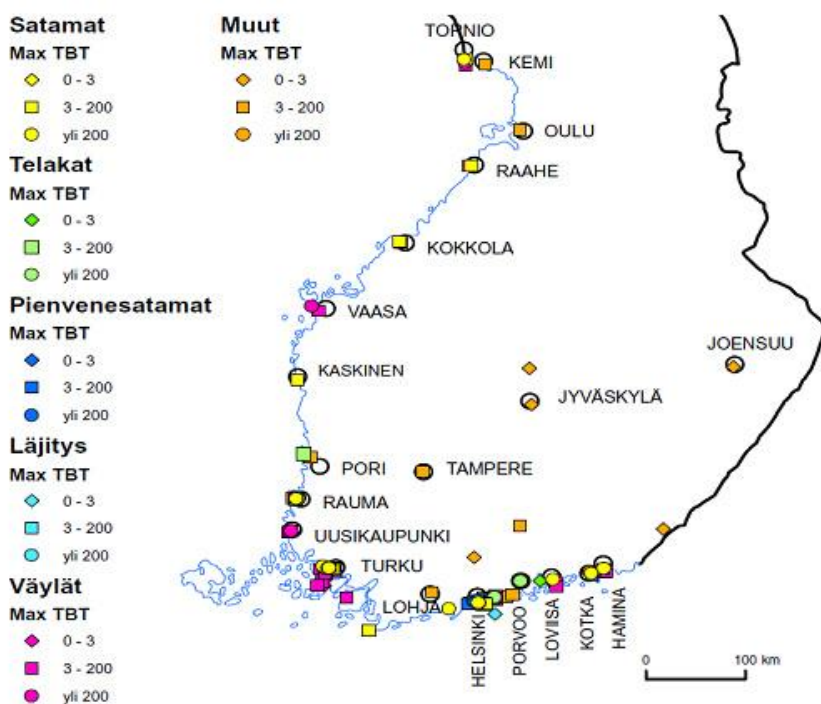 Satamat
Max TBT
0 - 3
3 - 200
yli 200
Telakat
Max TBT
0 - 3
3 - 200
yli 200
Pienvenesatamat
Max TBT
0 - 3
3 - 200
yli 200
Läjitys
Max TBT
0 - 3
3 - 200
yli 200
Väylät
Max TBT
0 - 3
3 - 200
yli 200
Muut
Max TBT
0 - 3
3 - 200
yli 200
TORNIO
KEMI
OULU
RAAHE
KOKKOLA
VAASA
KASKINEN
JOENSUU
JYVÄSKYLÄ
PORI
TAMPERE
RAUMA
UUSIKAUPUNKI
TURKU
LOHJA
HELSINKI
PORVOO
LOVIISA
KOTKA
HAMINA
0 100 km